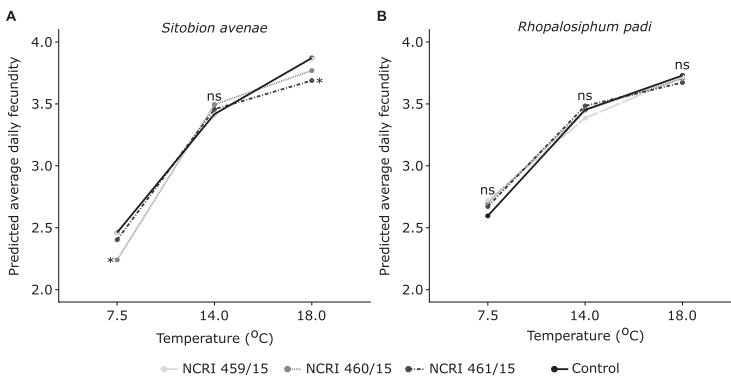 A
Sitobion avenae
B
Rhopalosiphum padi
Predicted average daily fecundity
4.0
3.5
3.0
2.5
2.0
ns
*
*
7.5
14.0
18.0
Temperature (°C)
Predicted average daily fecundity
4.0
3.5
3.0
2.5
2.0
ns
ns
ns
7.5
14.0
18.0
Temperature (°C)
NCRI 459/15 NCRI 460/15 NCRI 461/15 Control